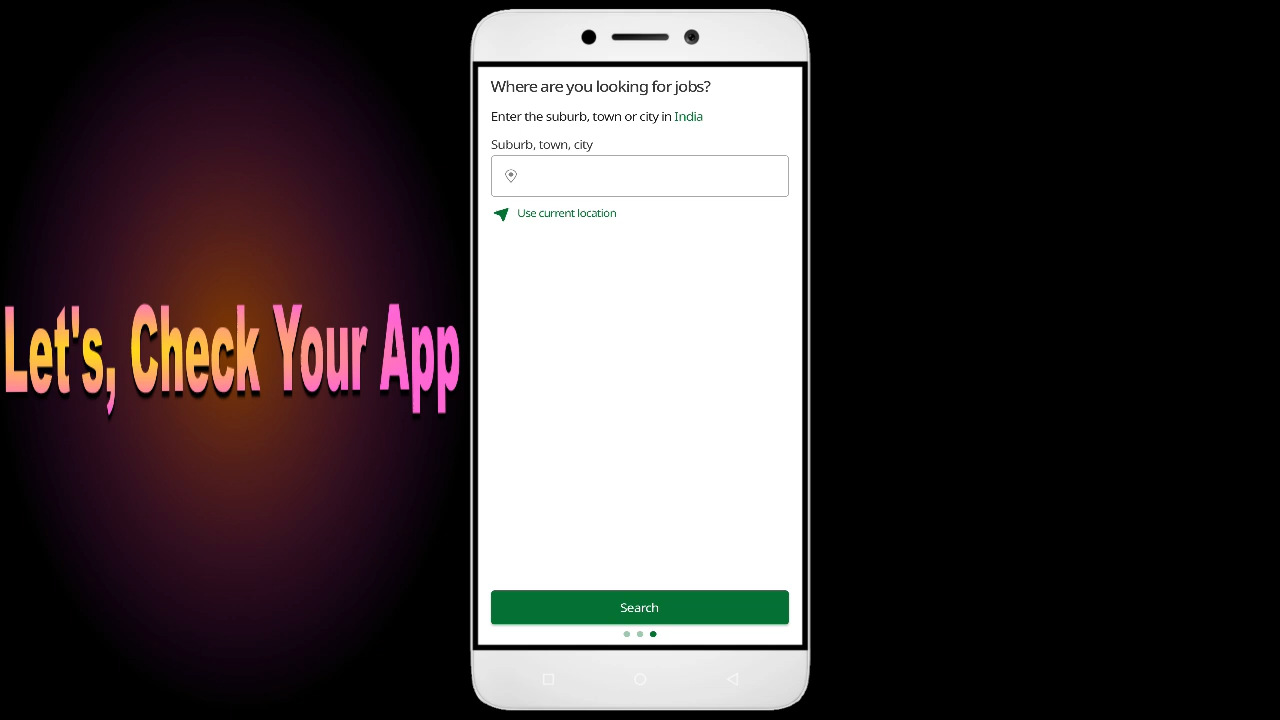 Let's, Check Your App
Where are you looking for jobs?
Enter the suburb, town or city in India
Suburb, town, city
Use current location
Search